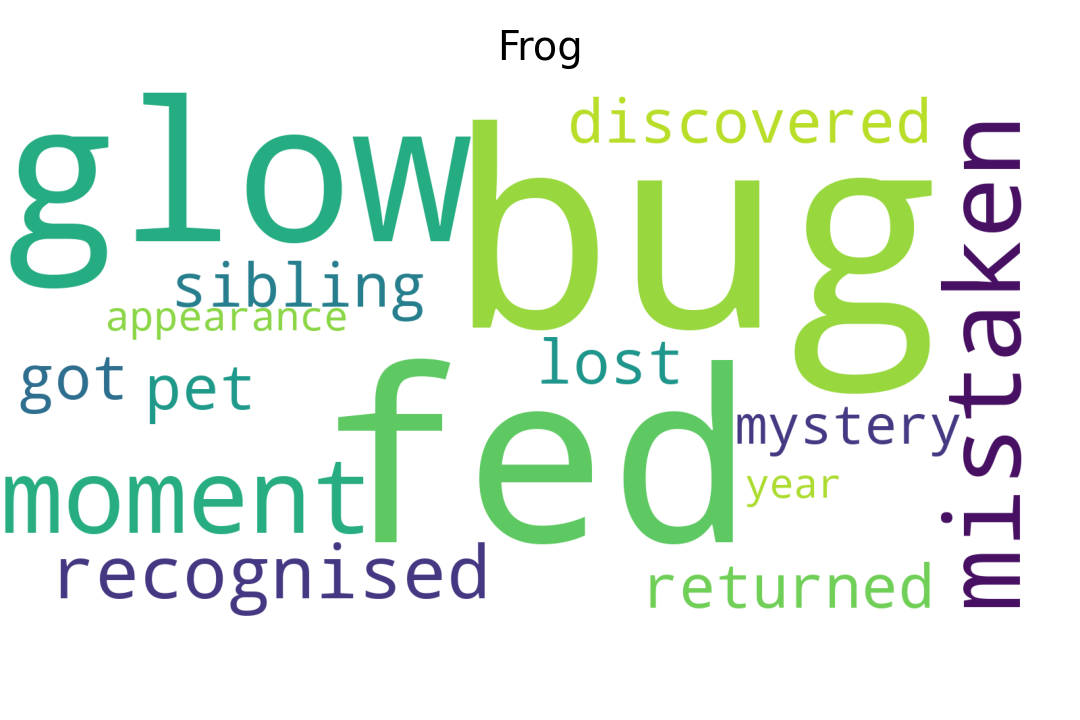 Frog
glow
bug
discovered
mistaken
sibling
appearance
got
pet
lost
fed
mystery
moment
year
recognised
returned